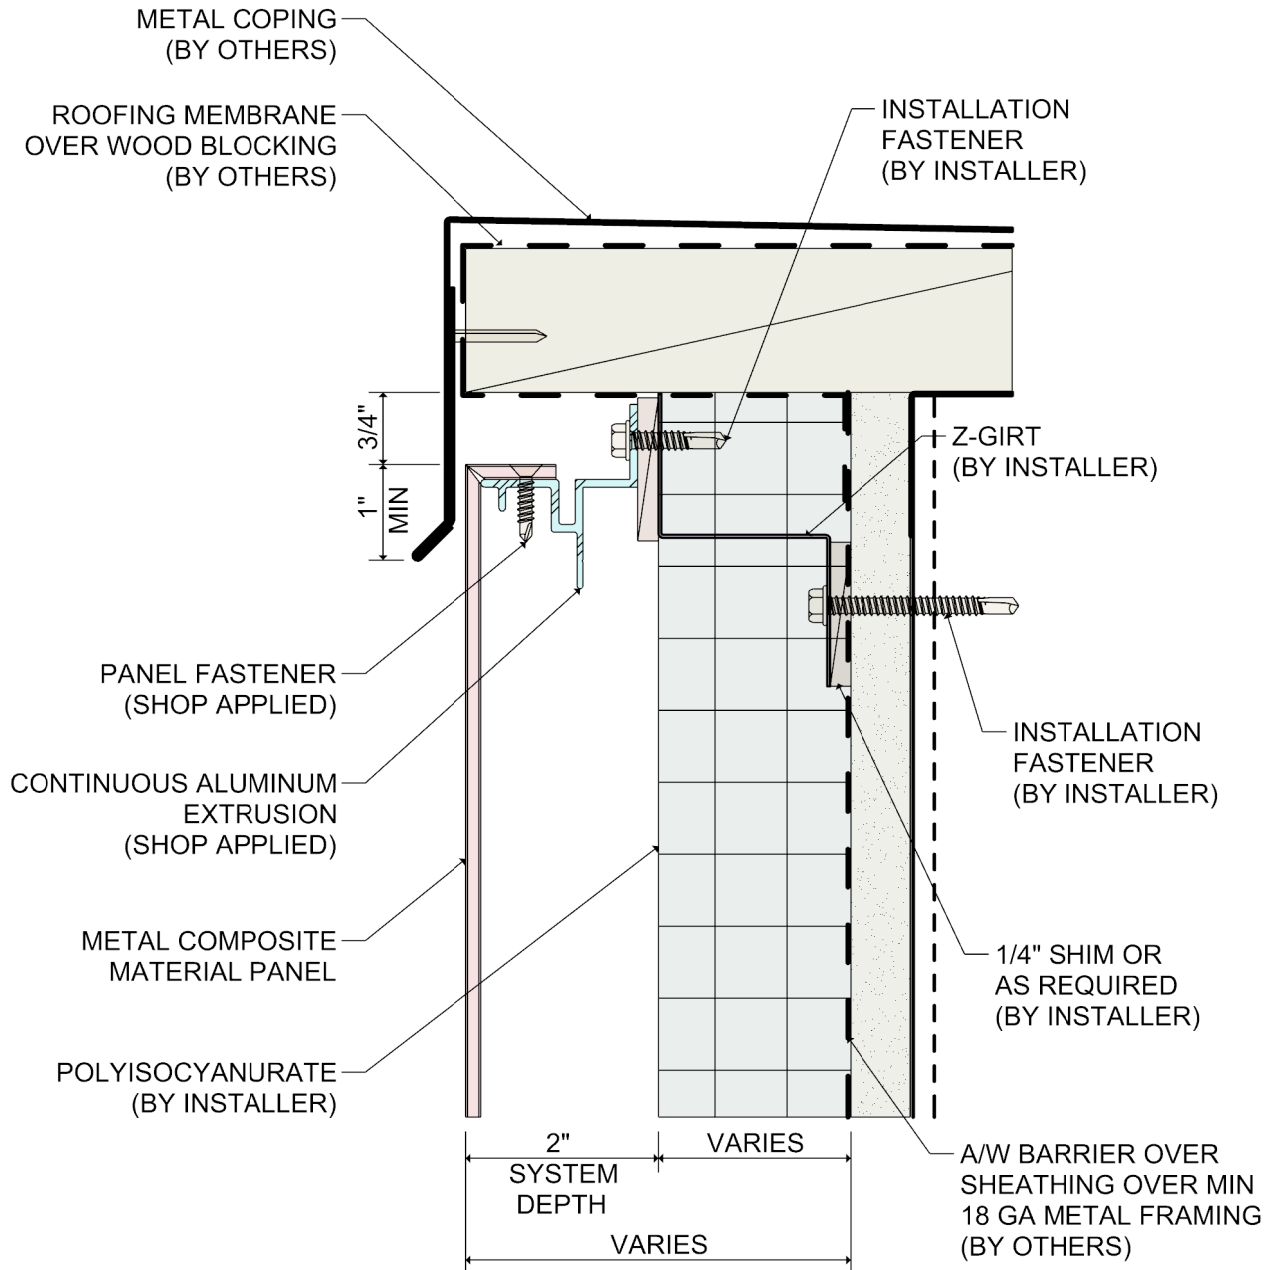 METAL COPING
(BY OTHERS)
ROOFING MEMBRANE
OVER WOOD BLOCKING
(BY OTHERS)
INSTALLATION
FASTENER
(BY INSTALLER)
3/4"
1"
MIN
Z-GIRT
(BY INSTALLER)
PANEL FASTENER
(SHOP APPLIED)
CONTINUOUS ALUMINUM
EXTRUSION
(SHOP APPLIED)
METAL COMPOSITE
MATERIAL PANEL
POLYISOCYANURATE
(BY INSTALLER)
INSTALLATION
FASTENER
(BY INSTALLER)
1/4" SHIM OR
AS REQUIRED
(BY INSTALLER)
A/W BARRIER OVER
SHEATHING OVER MIN
18 GA METAL FRAMING
(BY OTHERS)
2"
SYSTEM
DEPTH
VARIES
VARIES